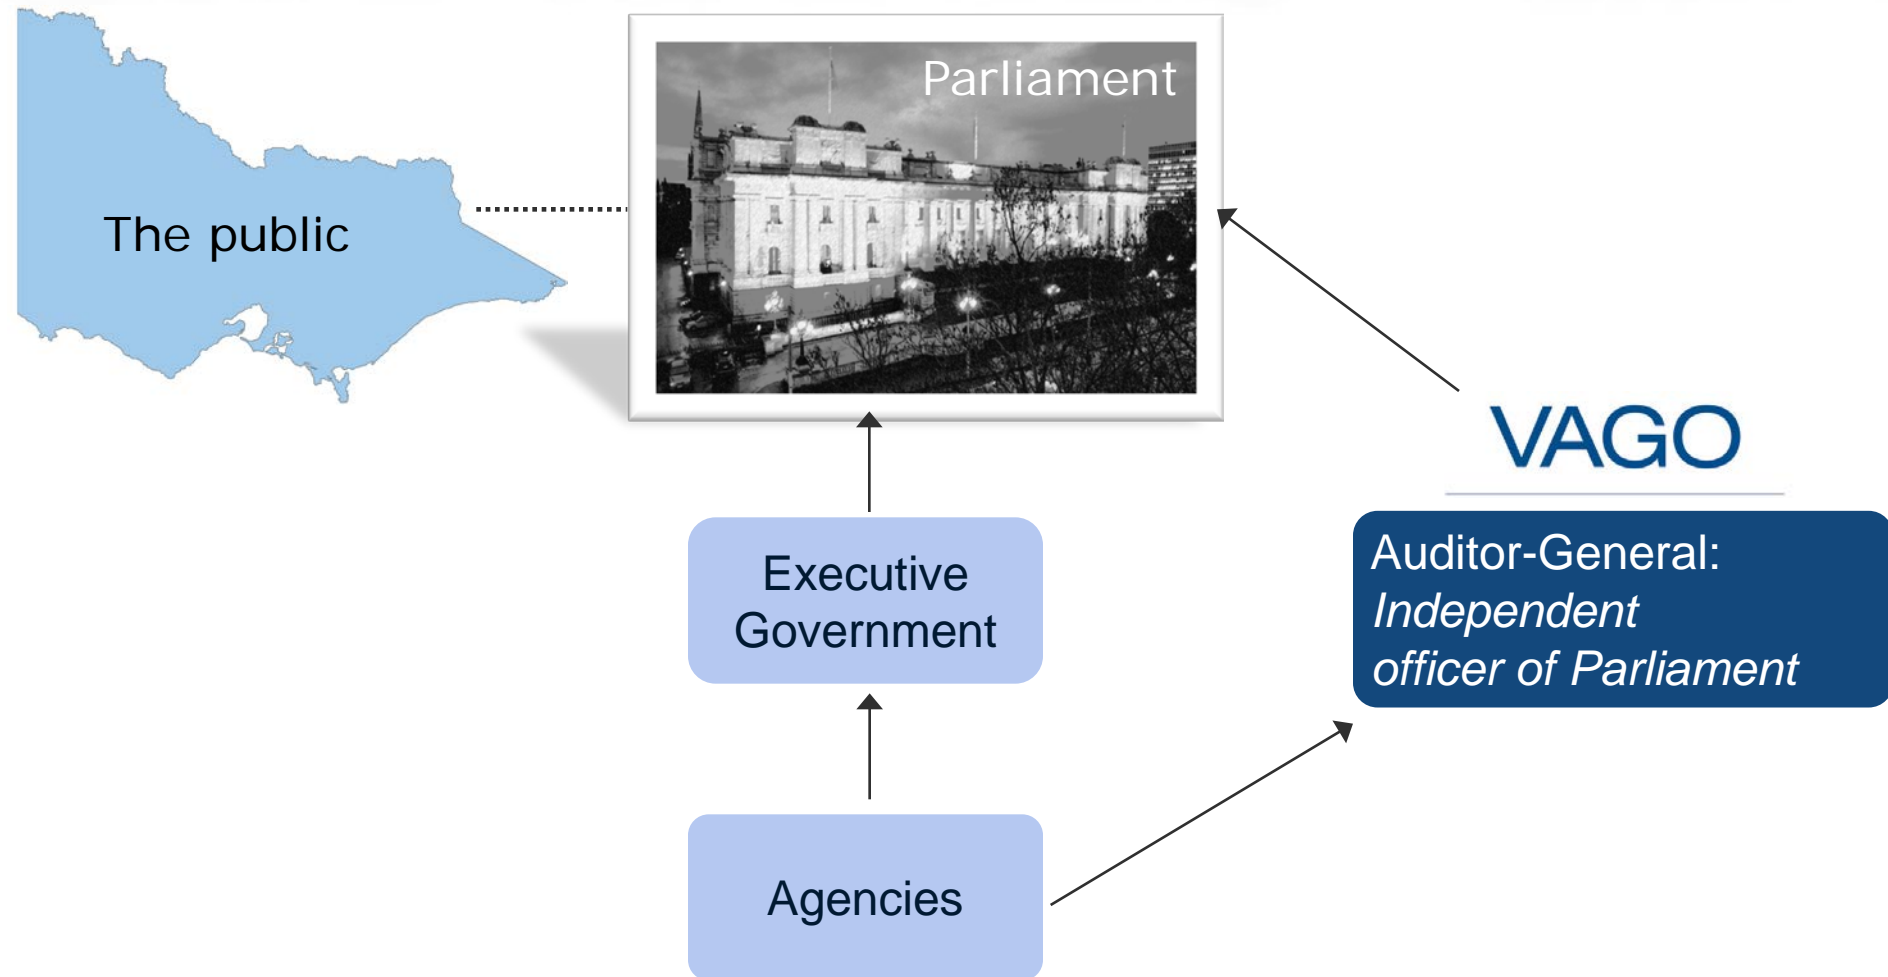 Parliament
The public
VAGO
Executive
Government
Auditor-General:
Independent
officer of Parliament
Agencies